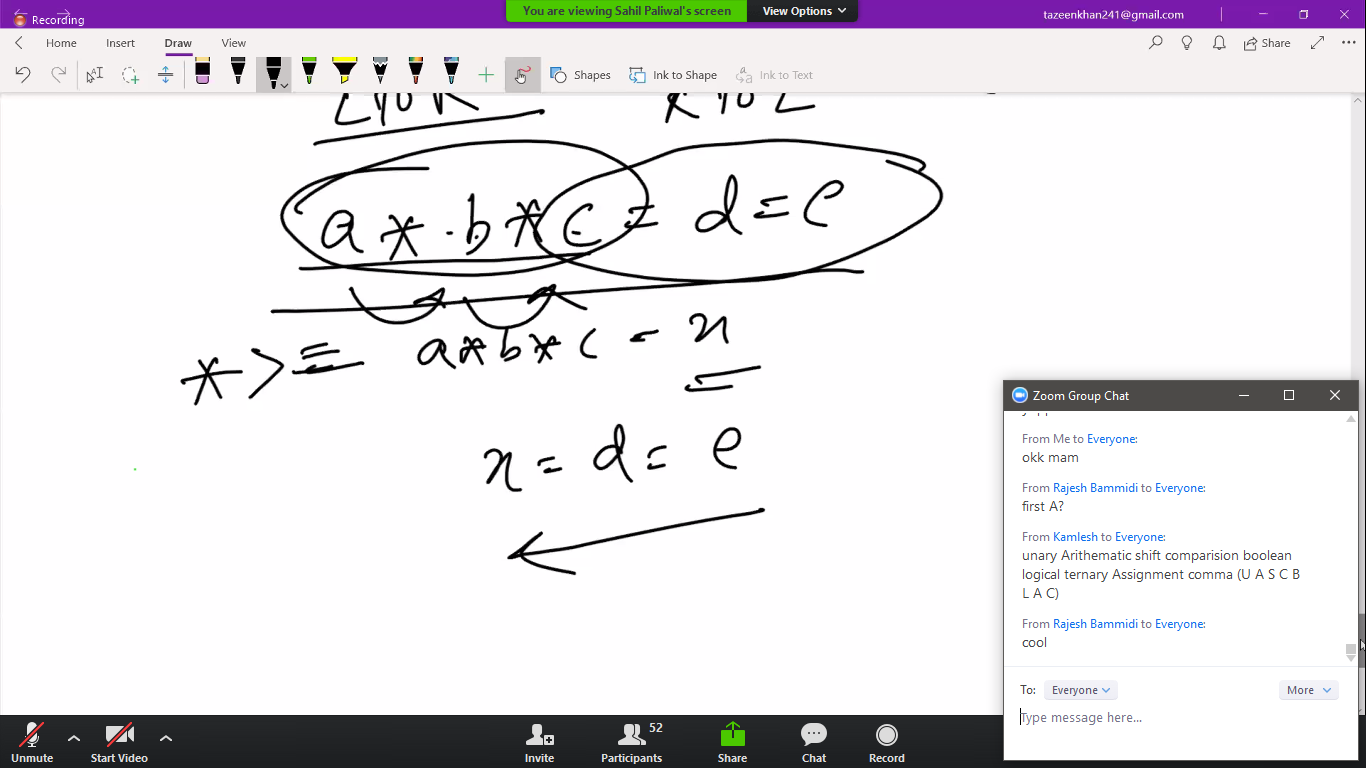 Recording
You are viewing Sahil Paliwal's screen
View Options
tazeenkhan241@gmail.com
Home Insert Draw View
Share
Shapes
Ink to Shape
Ink to Text
L to R
R to L
a * b * c = d = e
* > =
a * b * c = x
x = d = e
Zoom Group Chat
From Me to Everyone:
okk mam
From Rajesh Bammidi to Everyone:
first A?
From Kamlesh to Everyone:
unary Arithematic shift comparision boolean
logical ternary Assignment comma (U A S C B
L A C)
From Rajesh Bammidi to Everyone:
cool
To: Everyone
More
Type message here...
Unmute
Start Video
Invite
52
Participants
Share
Chat
Record